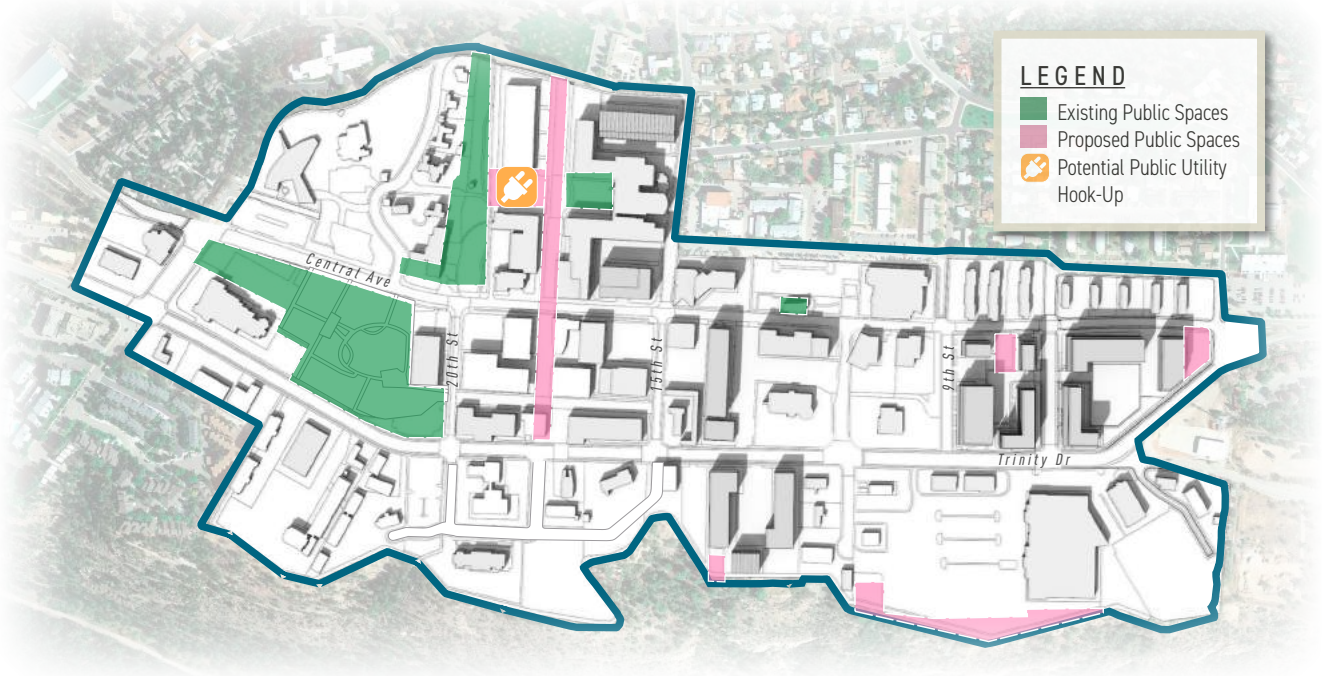 LEGEND
Existing Public Spaces
Proposed Public Spaces
Potential Public Utility
Hook-Up
Central Ave
20th St
15th St
9th St
Trinity Dr